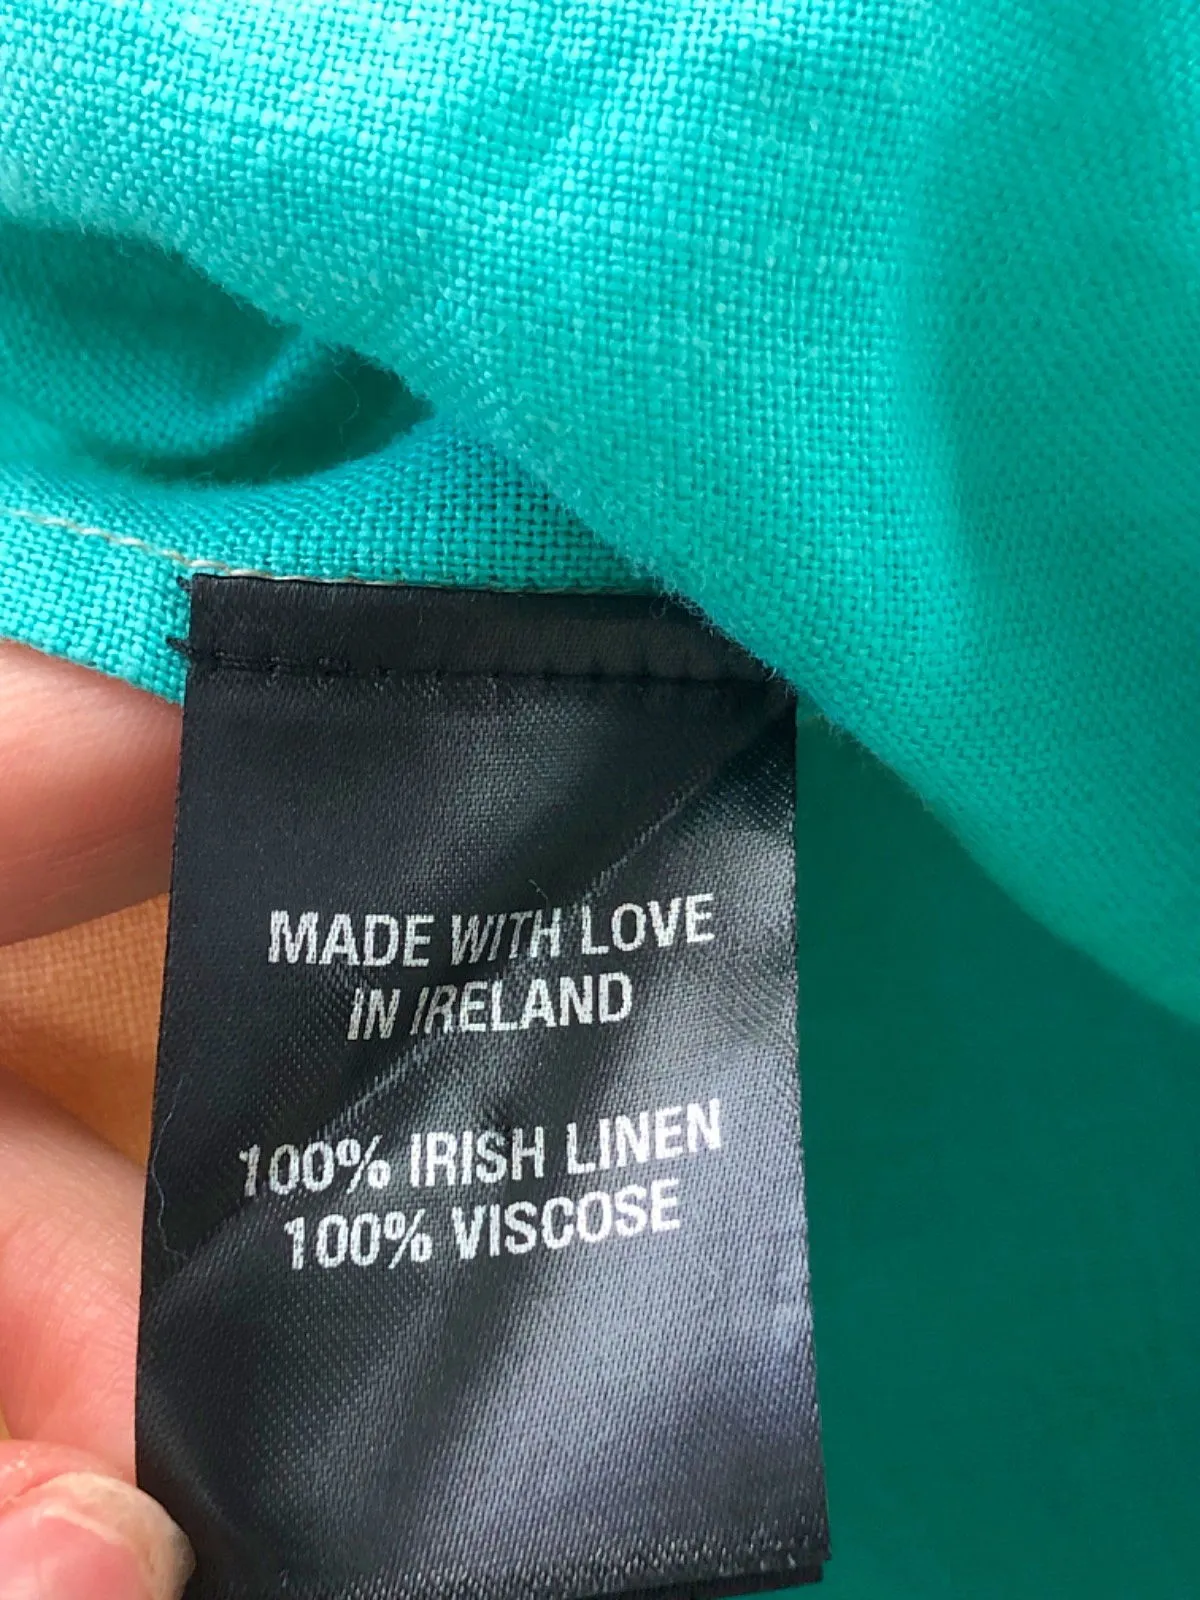 MADE WITH LOVE
IN IRELAND
100% IRISH LINEN
100% VISCOSE